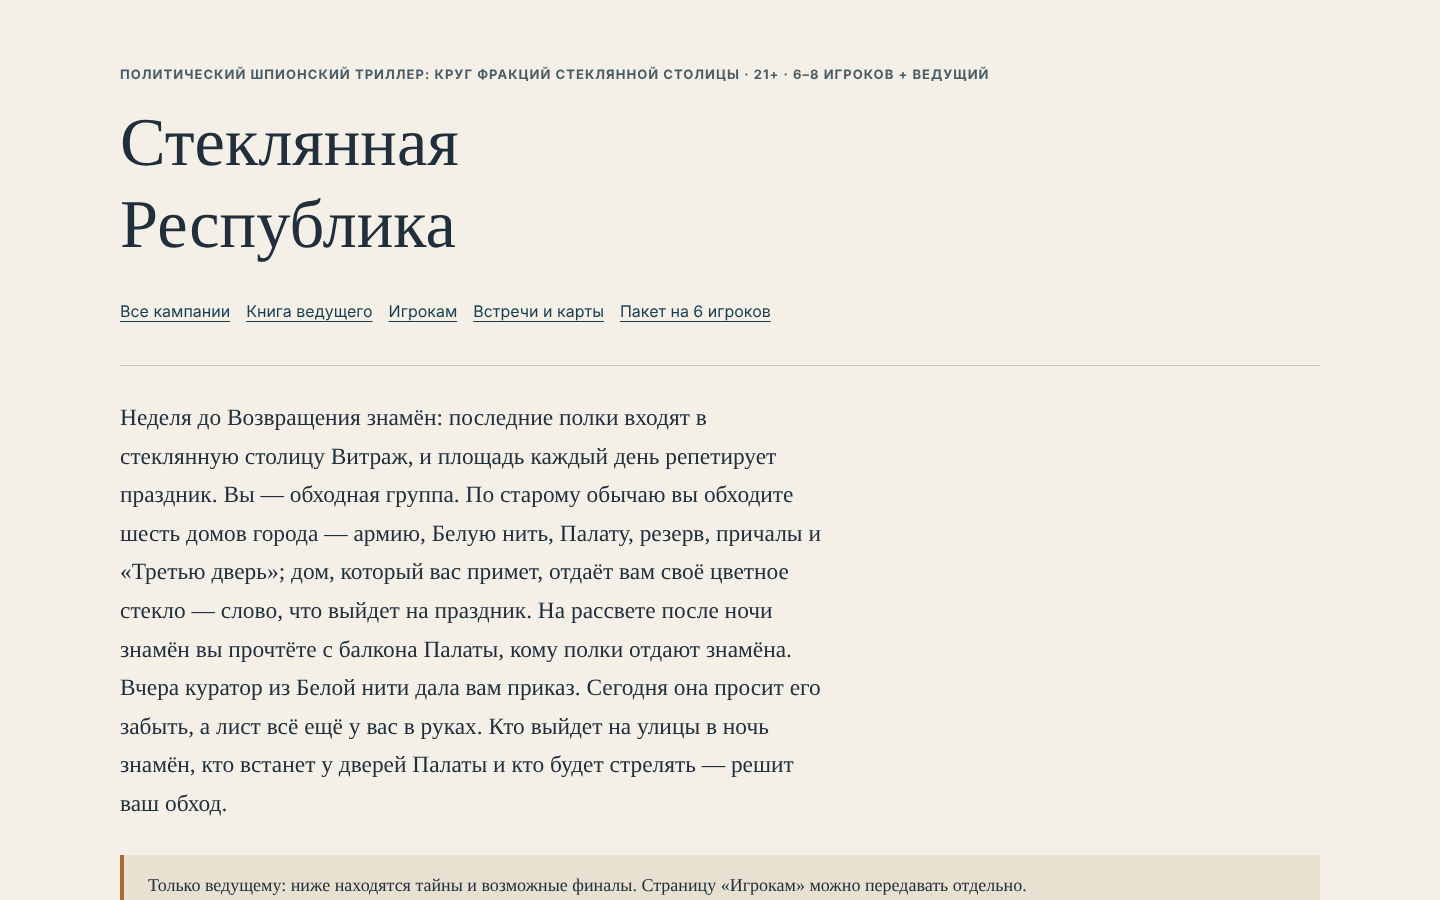 ПОЛИТИЧЕСКИЙ ШПИОНСКИЙ ТРИЛЛЕР: КРУГ ФРАКЦИЙ СТЕКЛЯННОЙ СТОЛИЦЫ · 21+ · 6–8 ИГРОКОВ + ВЕДУЩИЙ
Стеклянная
Республика
Все кампании Книга ведущего Игрокам Встречи и карты Пакет на 6 игроков
Неделя до Возвращения знамён: последние полки входят в
стеклянную столицу Витраж, и площадь каждый день репетирует
праздник. Вы — обходная группа. По старому обычаю вы обходите
шесть домов города — армию, Белую нить, Палату, резерв, причалы и
«Третью дверь»; дом, который вас примет, отдаёт вам своё цветное
стекло — слово, что выйдет на праздник. На рассвете после ночи
знамён вы прочтёте с балкона Палаты, кому полки отдают знамёна.
Вчера куратор из Белой нити дала вам приказ. Сегодня она просит его
забыть, а лист всё ещё у вас в руках. Кто выйдет на улицы в ночь
знамён, кто встанет у дверей Палаты и кто будет стрелять — решит
ваш обход.
Только ведущему: ниже находятся тайны и возможные финалы. Страницу «Игрокам» можно передавать отдельно.